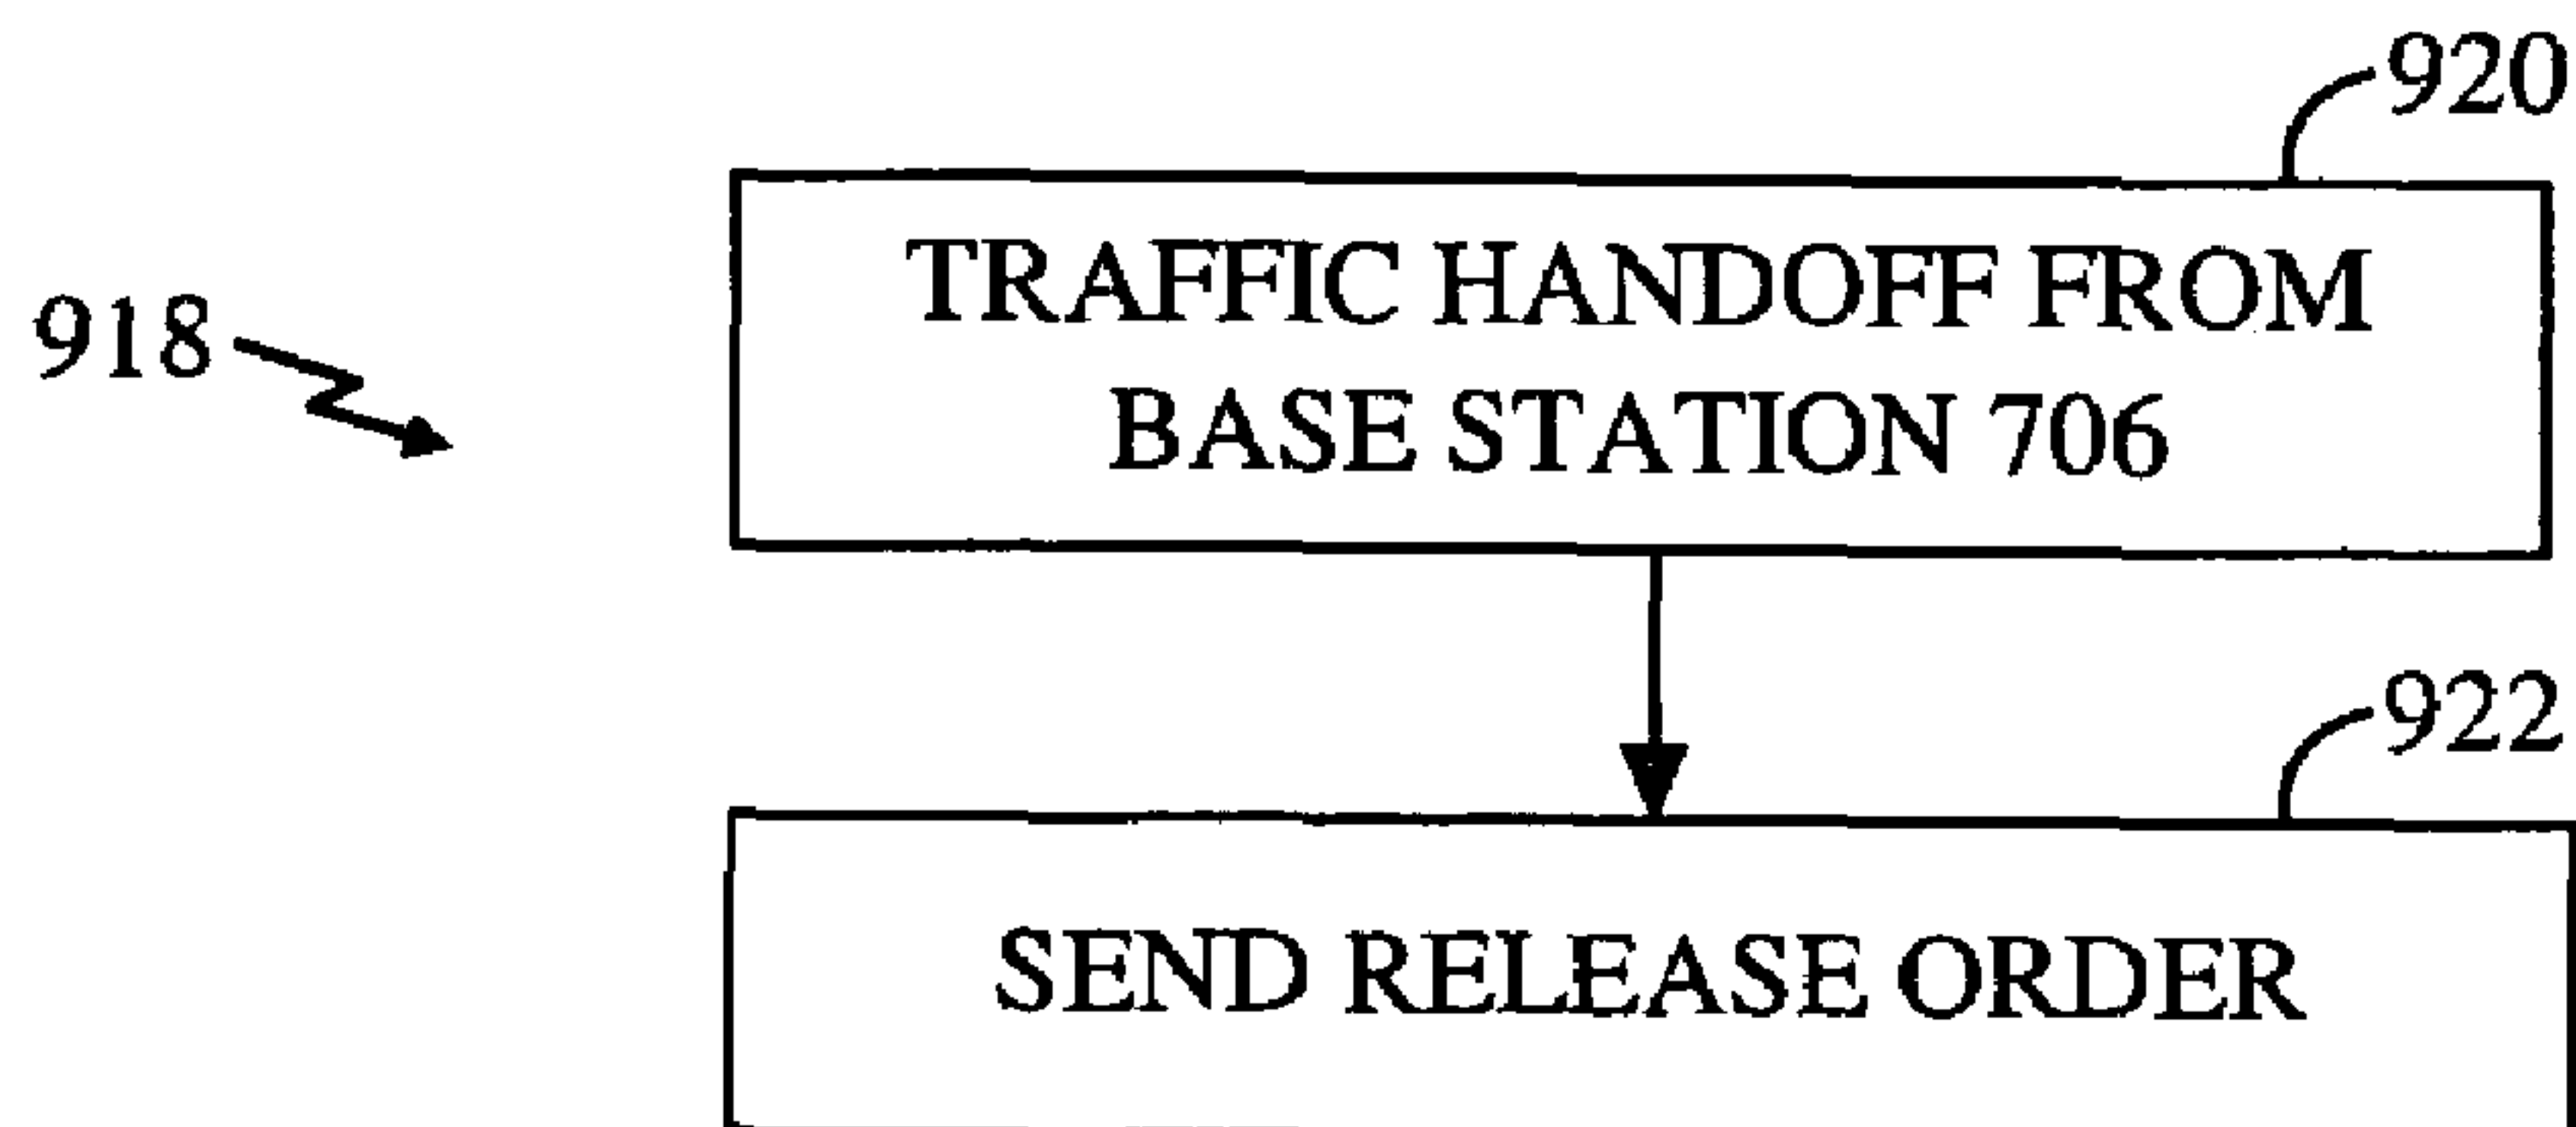 920
TRAFFIC HANDOFF FROM
BASE STATION 706
918
922
SEND RELEASE ORDER